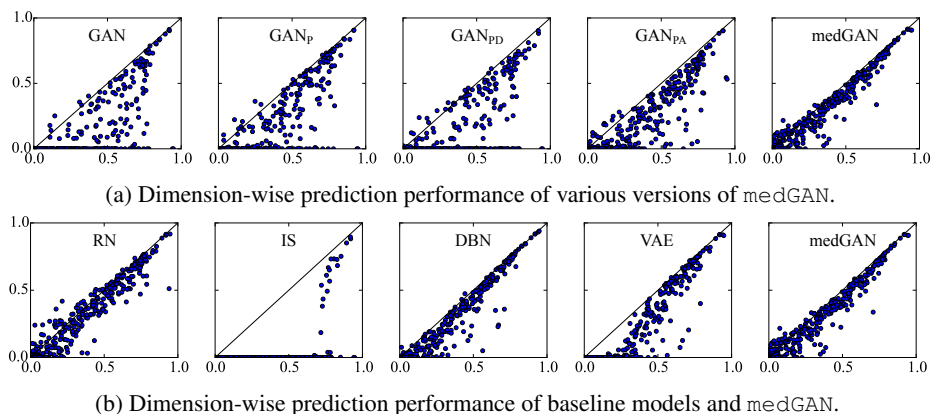 1.0 GAN GAN_P GAN_PD GAN_PA medGAN
0.5
0.0
0.0 0.5 1.0 0.0 0.5 1.0 0.0 0.5 1.0 0.0 0.5 1.0 0.0 0.5 1.0
(a) Dimension-wise prediction performance of various versions of medGAN.
1.0 RN IS DBN VAE medGAN
0.5
0.0
0.0 0.5 1.0 0.0 0.5 1.0 0.0 0.5 1.0 0.0 0.5 1.0 0.0 0.5 1.0
(b) Dimension-wise prediction performance of baseline models and medGAN.